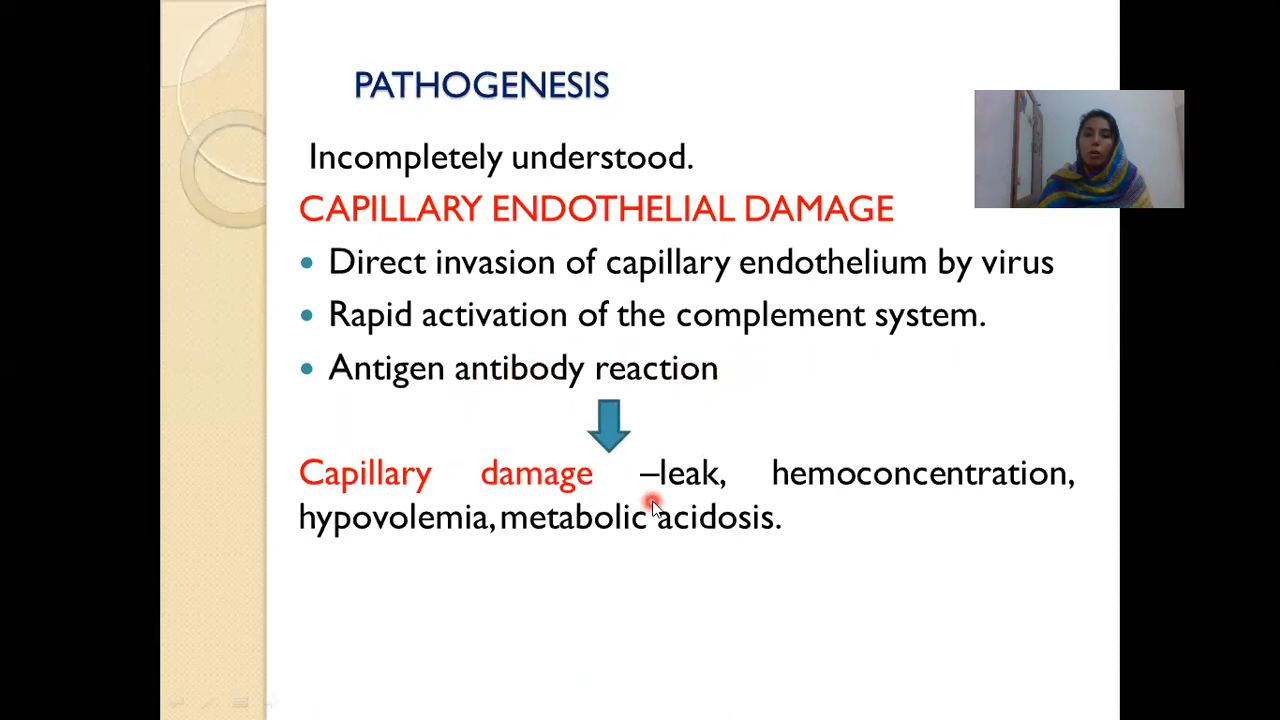 PATHOGENESIS
Incompletely understood.
CAPILLARY ENDOTHELIAL DAMAGE
• Direct invasion of capillary endothelium by virus
• Rapid activation of the complement system.
• Antigen antibody reaction
Capillary damage –leak, hemoconcentration,
hypovolemia, metabolic acidosis.